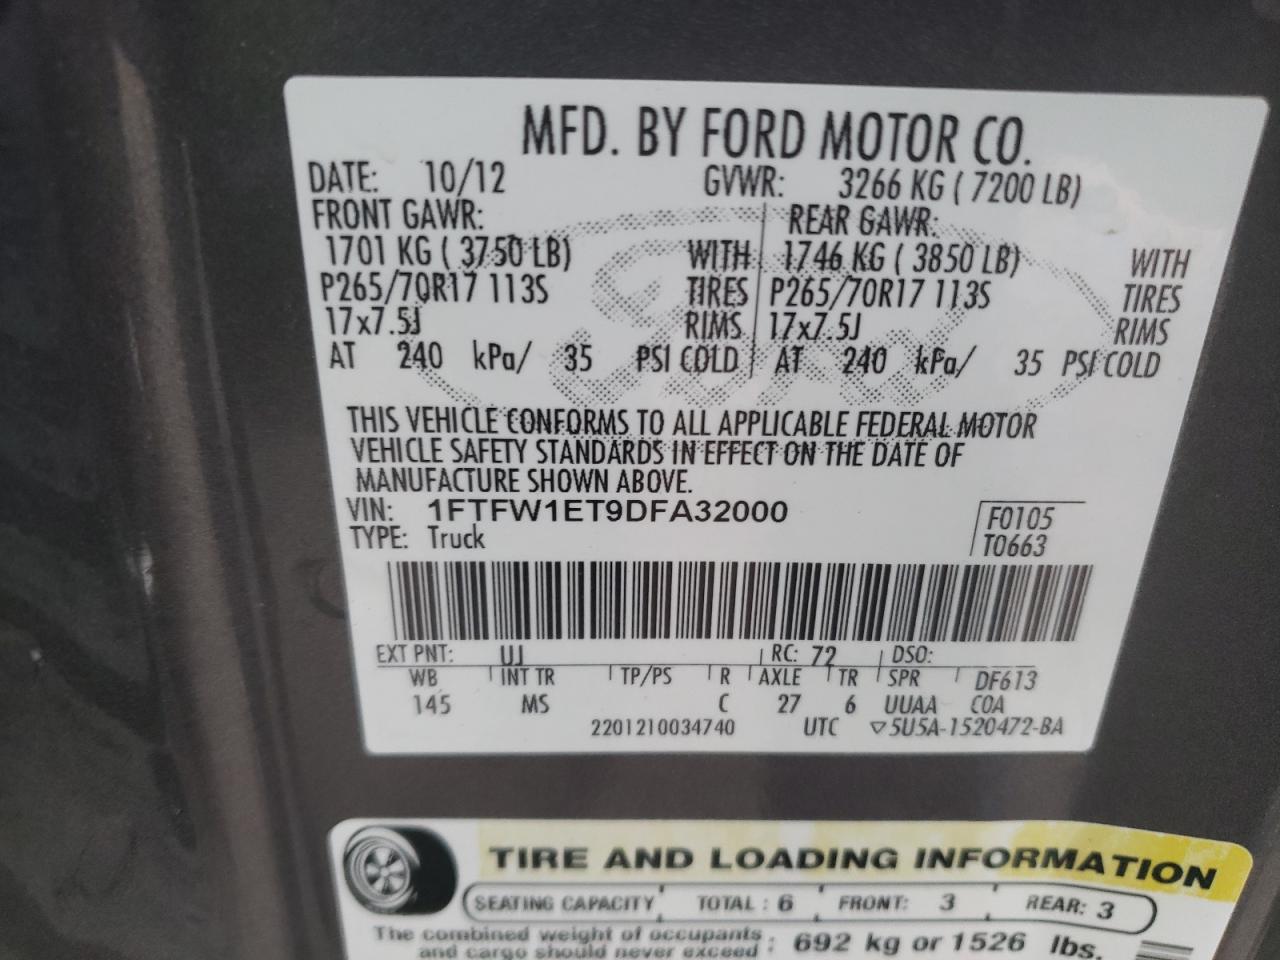 MFD. BY FORD MOTOR CO.
DATE: 10/12 GVWR: 3266 KG ( 7200 LB)
FRONT GAWR: REAR GAWR:
1701 KG ( 3750 LB) WITH 1746 KG ( 3850 LB) WITH
P265/70R17 113S TIRES P265/70R17 113S TIRES
17x7.5J RIMS 17x7.5J RIMS
AT 240 kPa/ 35 PSI COLD AT 240 kPa/ 35 PSI COLD
Ford
THIS VEHICLE CONFORMS TO ALL APPLICABLE FEDERAL MOTOR
VEHICLE SAFETY STANDARDS IN EFFECT ON THE DATE OF
MANUFACTURE SHOWN ABOVE.
VIN: 1FTFW1ET9DFA32000 F0105
TYPE: Truck T0663
EXT PNT: UJ RC: 72 DSO:
WB INT TR TP/PS R AXLE TR SPR DF613
145 MS C 27 6 UUAA COA
2201210034740 UTC ▽5U5A-1520472-BA
TIRE AND LOADING INFORMATION
SEATING CAPACITY TOTAL : 6 FRONT: 3 REAR: 3
The combined weight of occupants
and cargo should never exceed : 692 kg or 1526 lbs.